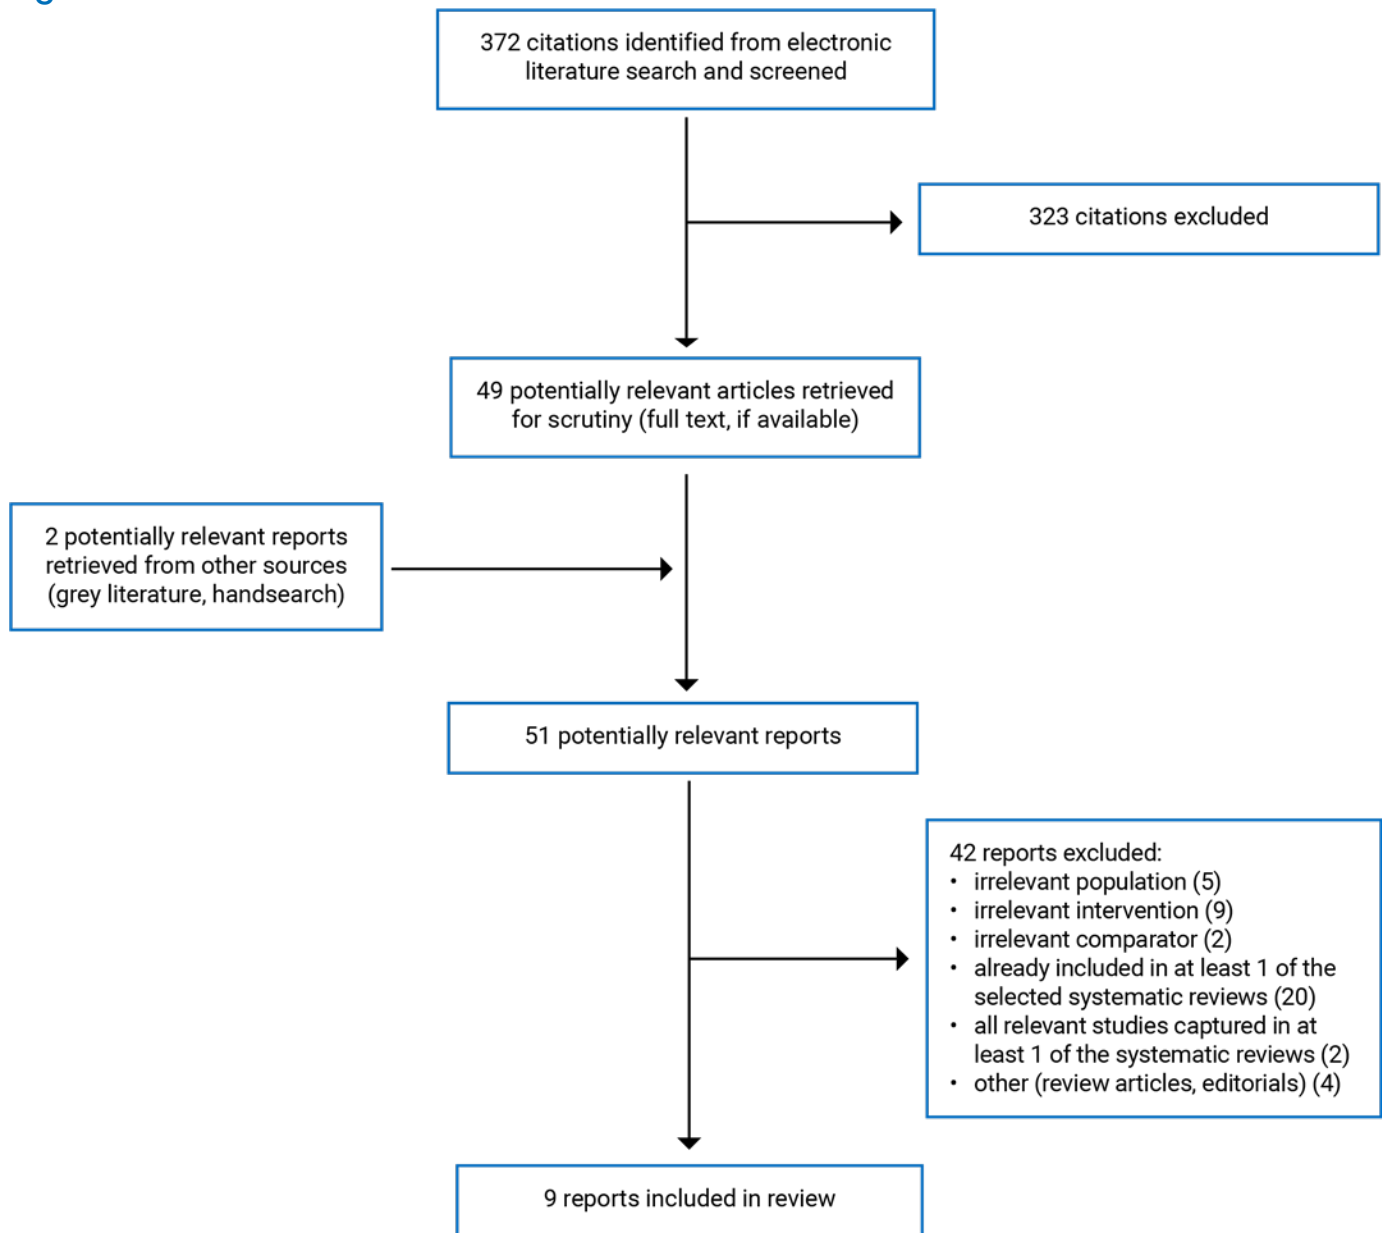 372 citations identified from electronic
literature search and screened
323 citations excluded
49 potentially relevant articles retrieved
for scrutiny (full text, if available)
2 potentially relevant reports
retrieved from other sources
(grey literature, handsearch)
51 potentially relevant reports
42 reports excluded:
• irrelevant population (5)
• irrelevant intervention (9)
• irrelevant comparator (2)
• already included in at least 1 of the
selected systematic reviews (20)
• all relevant studies captured in at
least 1 of the systematic reviews (2)
• other (review articles, editorials) (4)
9 reports included in review